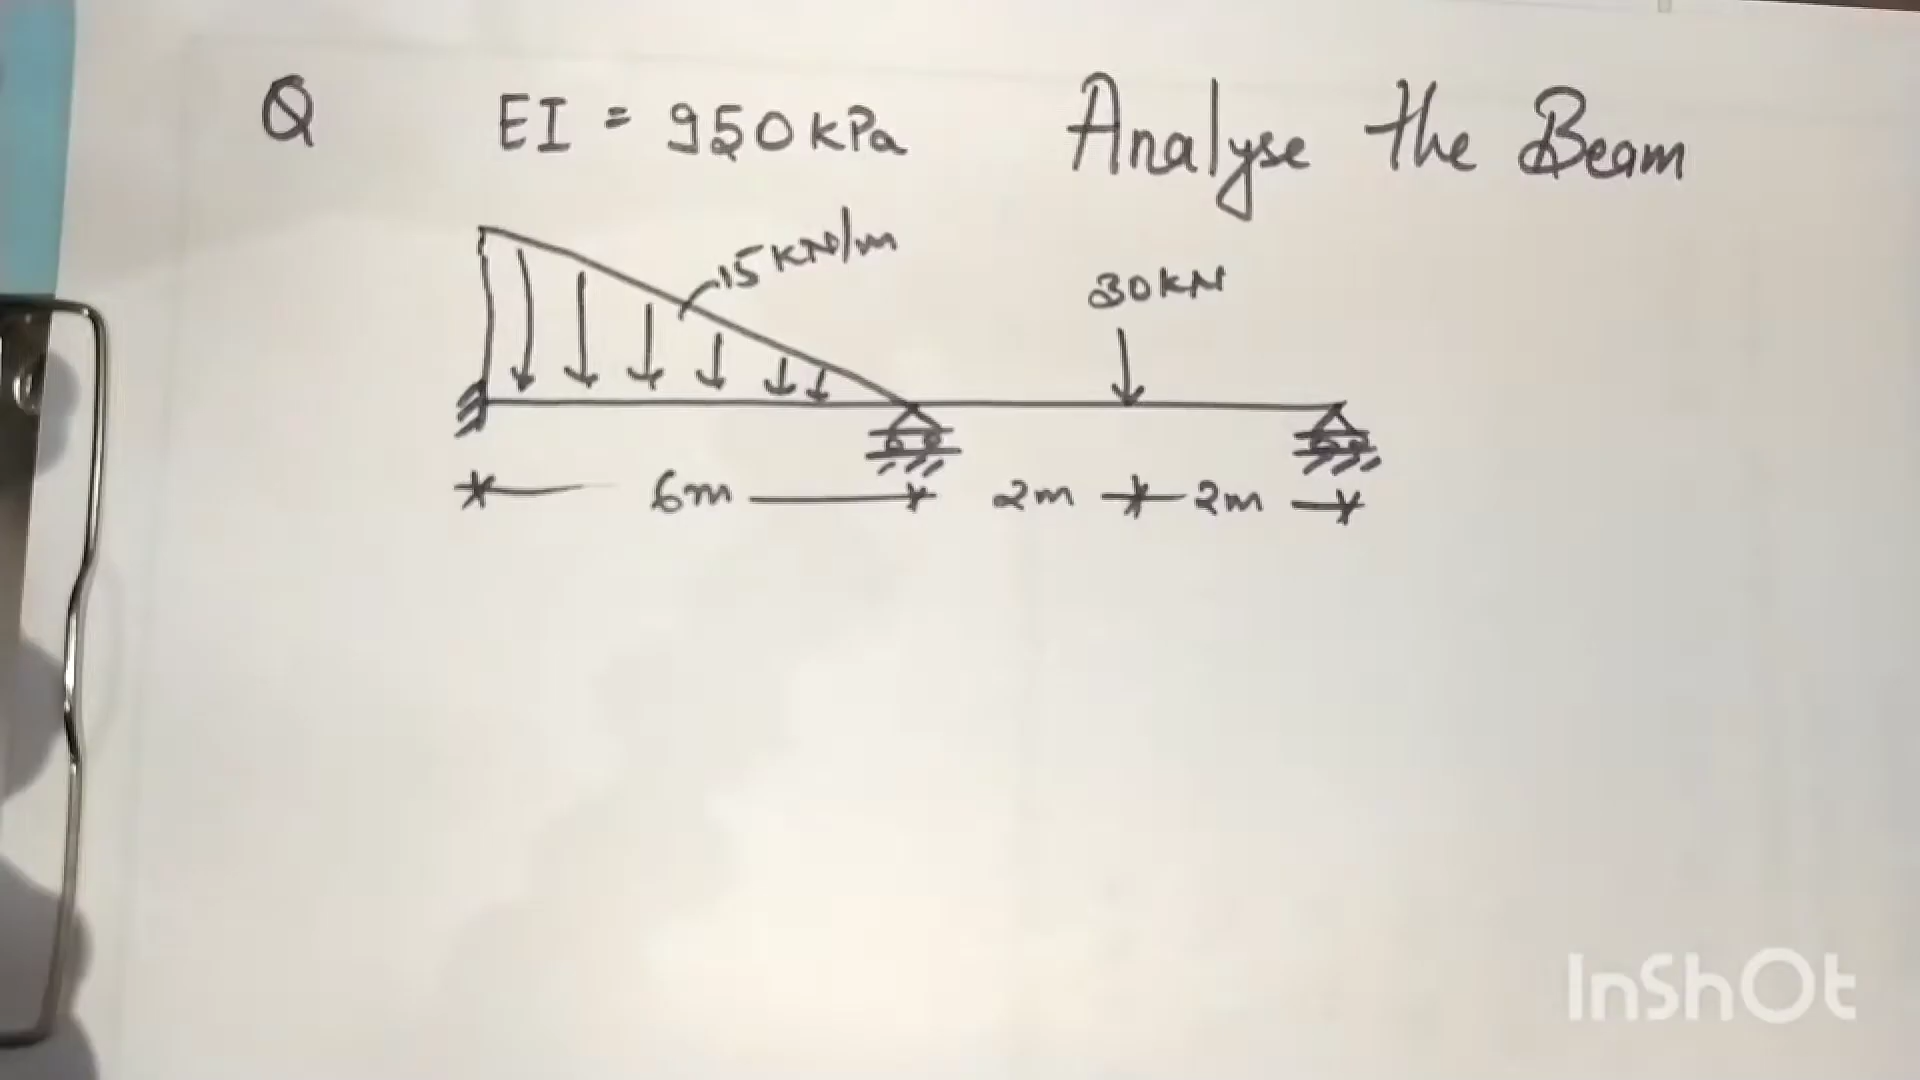 Q EI = 950 kPa Analyse the Beam
15 kN/m
30 kN
6m 2m 2m
InShOt